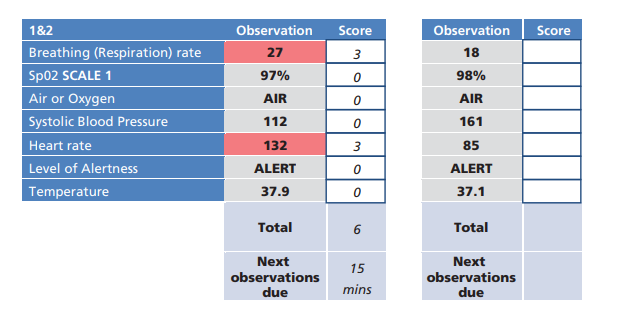 1&2 Observation Score Observation Score
Breathing (Respiration) rate 27 3 18
Sp02 SCALE 1 97% 0 98%
Air or Oxygen AIR 0 AIR
Systolic Blood Pressure 112 0 161
Heart rate 132 3 85
Level of Alertness ALERT 0 ALERT
Temperature 37.9 0 37.1
Total 6 Total
Next
observations
due
15
mins
Next
observations
due